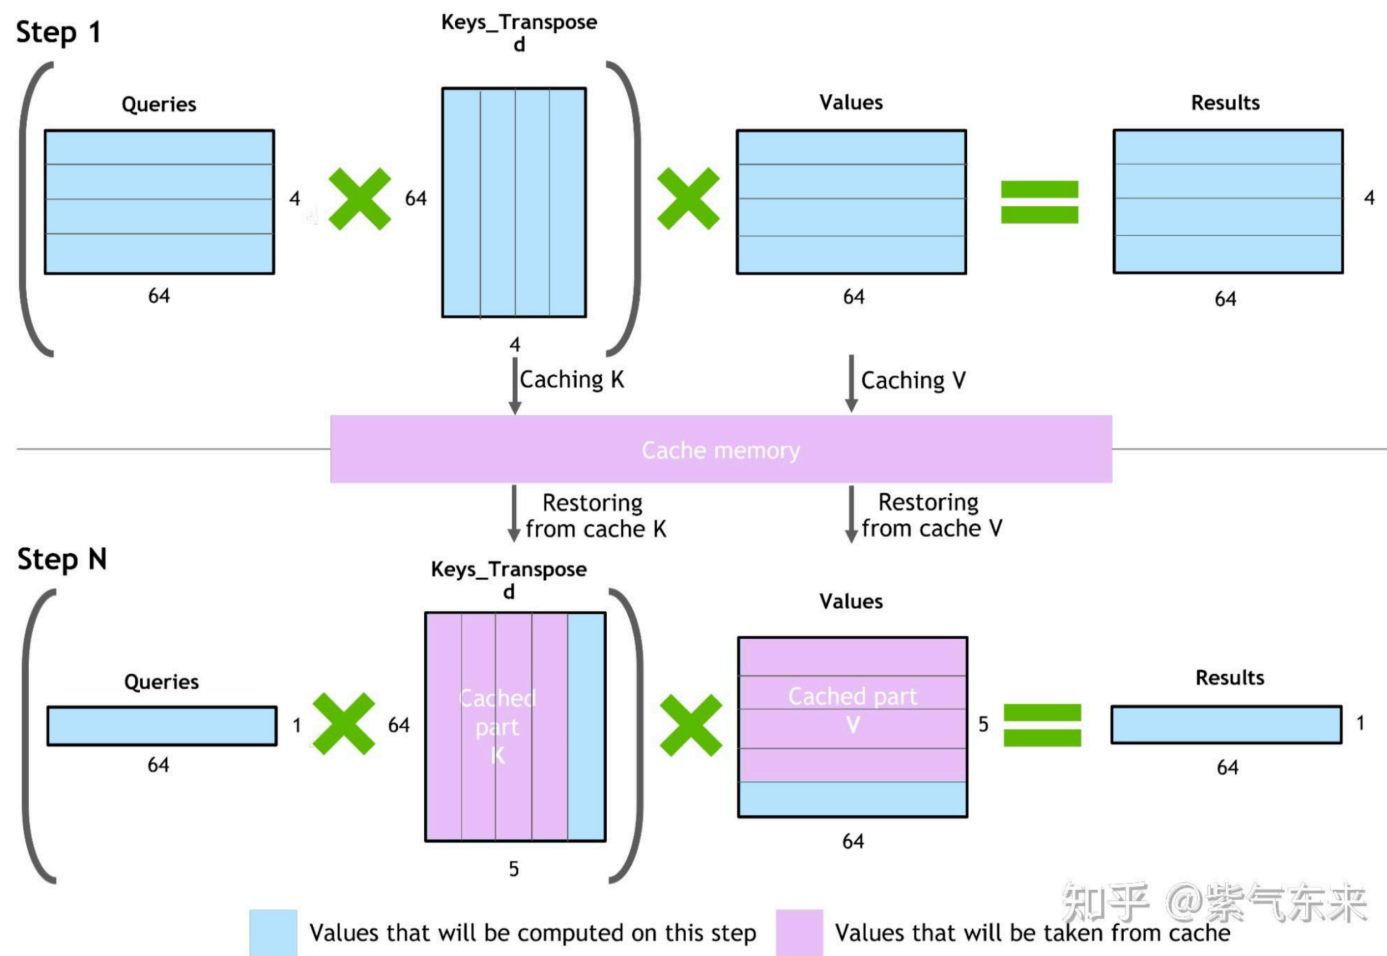 Step 1
Keys_Transpose
d
Queries
Values
Results
4
64
4
64
64
64
4
Caching K
Caching V
Cache memory
Restoring
from cache K
Restoring
from cache V
Step N
Keys_Transpose
d
Queries
Values
Results
Cached
part
K
Cached part
V
1
64
5
1
64
64
5
64
知乎 @紫气东来
Values that will be computed on this step
Values that will be taken from cache